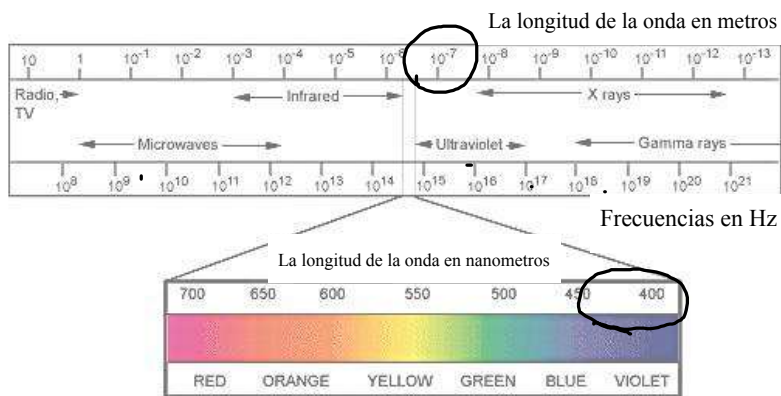 La longitud de la onda en metros
10 1 10⁻¹ 10⁻² 10⁻³ 10⁻⁴ 10⁻⁵ 10⁻⁶ 10⁻⁷ 10⁻⁸ 10⁻⁹ 10⁻¹⁰ 10⁻¹¹ 10⁻¹² 10⁻¹³
Radio, Infrared X rays
TV
Microwaves Ultraviolet Gamma rays
10⁸ 10⁹ 10¹⁰ 10¹¹ 10¹² 10¹³ 10¹⁴ 10¹⁵ 10¹⁶ 10¹⁷ 10¹⁸ 10¹⁹ 10²⁰ 10²¹
Frecuencias en Hz
La longitud de la onda en nanometros
700 650 600 550 500 450 400
RED ORANGE YELLOW GREEN BLUE VIOLET